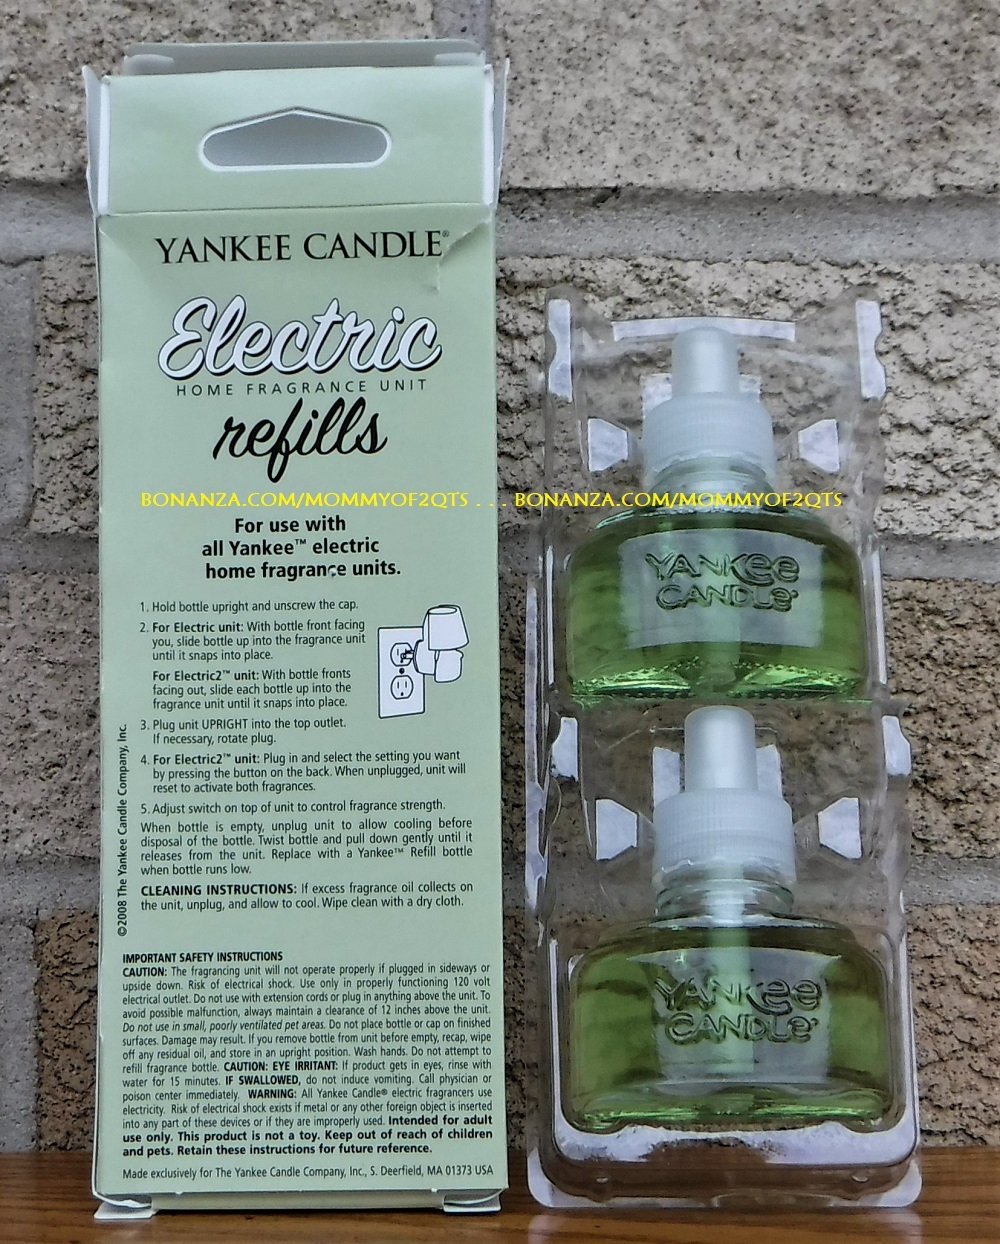 YANKEE CANDLE®
Electric
HOME FRAGRANCE UNIT
refills
BONANZA.COM/MOMMYOF2QTS . . . BONANZA.COM/MOMMYOF2QTS
For use with
all Yankee™ electric
home fragrance units.
1. Hold bottle upright and unscrew the cap.
2. For Electric unit: With bottle front facing
you, slide bottle up into the fragrance unit
until it snaps into place.
For Electric2™ unit: With bottle fronts
facing out, slide each bottle up into the
fragrance unit until it snaps into place.
3. Plug unit UPRIGHT into the top outlet.
If necessary, rotate plug.
4. For Electric2™ unit: Plug in and select the setting you want
by pressing the button on the back. When unplugged, unit will
reset to activate both fragrances.
5. Adjust switch on top of unit to control fragrance strength.
When bottle is empty, unplug unit to allow cooling before
disposal of the bottle. Twist bottle and pull down gently until it
releases from the unit. Replace with a Yankee™ Refill bottle
when bottle runs low.
CLEANING INSTRUCTIONS: If excess fragrance oil collects on
the unit, unplug, and allow to cool. Wipe clean with a dry cloth.
©2008 The Yankee Candle Company, Inc.
IMPORTANT SAFETY INSTRUCTIONS
CAUTION: The fragrancing unit will not operate properly if plugged in sideways or
upside down. Risk of electrical shock. Use only in properly functioning 120 volt
electrical outlet. Do not use with extension cords or plug in anything above the unit. To
avoid possible malfunction, always maintain a clearance of 12 inches above the unit.
Do not use in small, poorly ventilated pet areas. Do not place bottle or cap on finished
surfaces. Damage may result. If you remove bottle from unit before empty, recap, wipe
off any residual oil, and store in an upright position. Wash hands. Do not attempt to
refill fragrance bottle. CAUTION: EYE IRRITANT: If product gets in eyes, rinse with
water for 15 minutes. IF SWALLOWED, do not induce vomiting. Call physician or
poison center immediately. WARNING: All Yankee Candle® electric fragrancers use
electricity. Risk of electrical shock exists if metal or any other foreign object is inserted
into any part of these devices or if they are improperly used. Intended for adult
use only. This product is not a toy. Keep out of reach of children
and pets. Retain these instructions for future reference.
Made exclusively for The Yankee Candle Company, Inc., S. Deerfield, MA 01373 USA
YANKEE
CANDLE®
YANKEE
CANDLE®